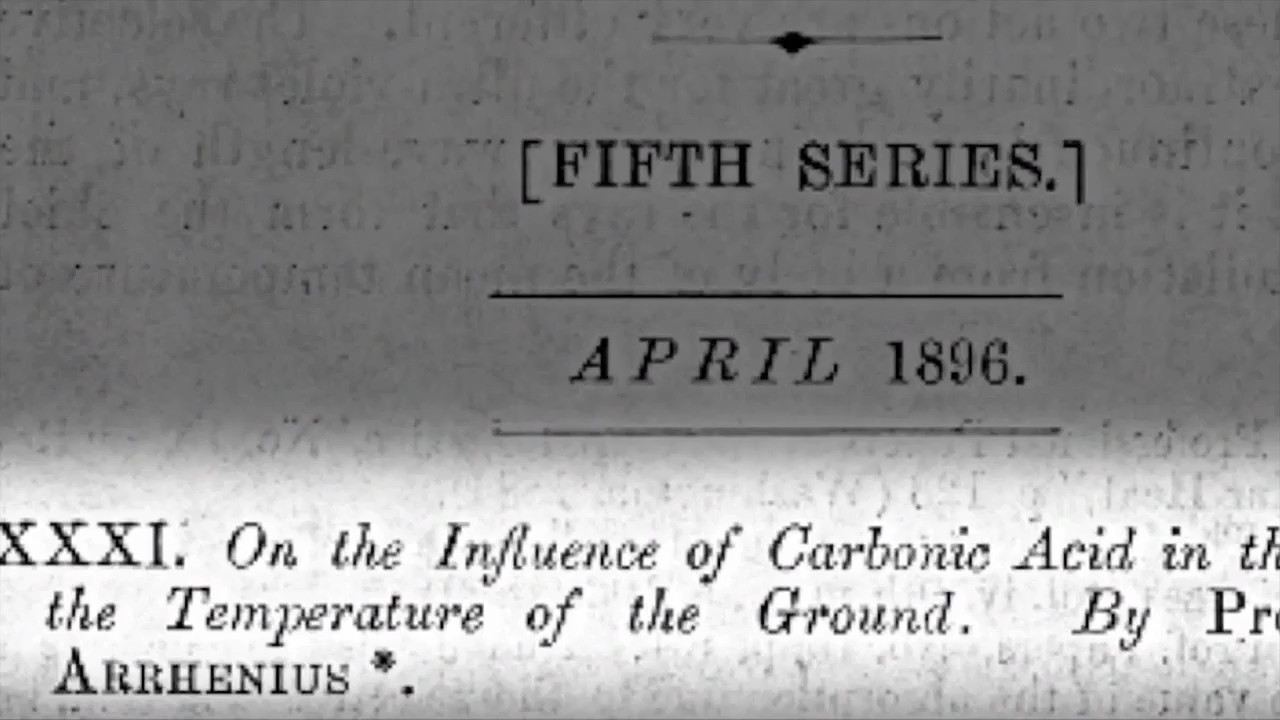 [FIFTH SERIES.]
APRIL 1896.
XXXI. On the Influence of Carbonic Acid in th
the Temperature of the Ground. By Pro
ARRHENIUS *.